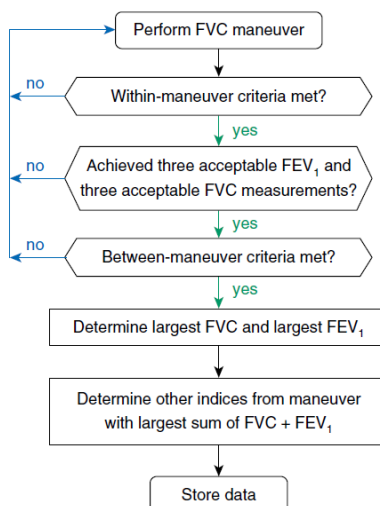 Perform FVC maneuver
no
Within-maneuver criteria met?
yes
no
Achieved three acceptable FEV₁ and
three acceptable FVC measurements?
yes
no
Between-maneuver criteria met?
yes
Determine largest FVC and largest FEV₁
Determine other indices from maneuver
with largest sum of FVC + FEV₁
Store data